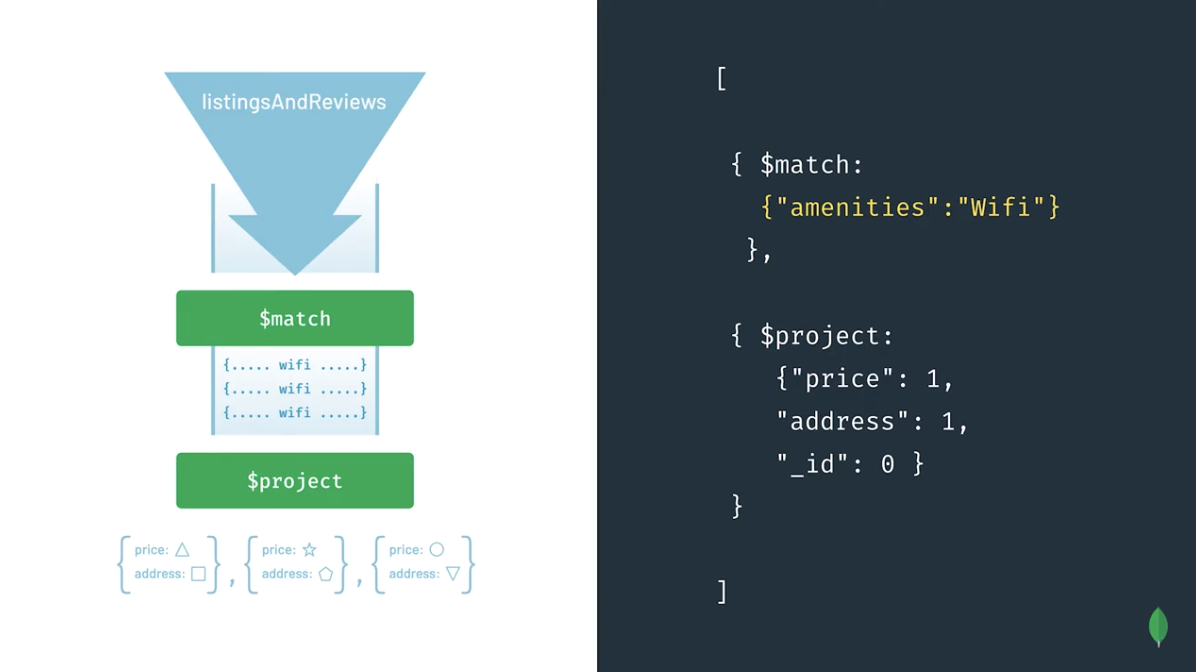 listingsAndReviews
$match
{..... wifi .....}
{..... wifi .....}
{..... wifi .....}
$project
{price: △
address: □},
{price: ☆
address: ⬠},
{price: ○
address: ▽}
[
{ $match:
{"amenities":"Wifi"}
},
{ $project:
{"price": 1,
"address": 1,
"_id": 0 }
}
]